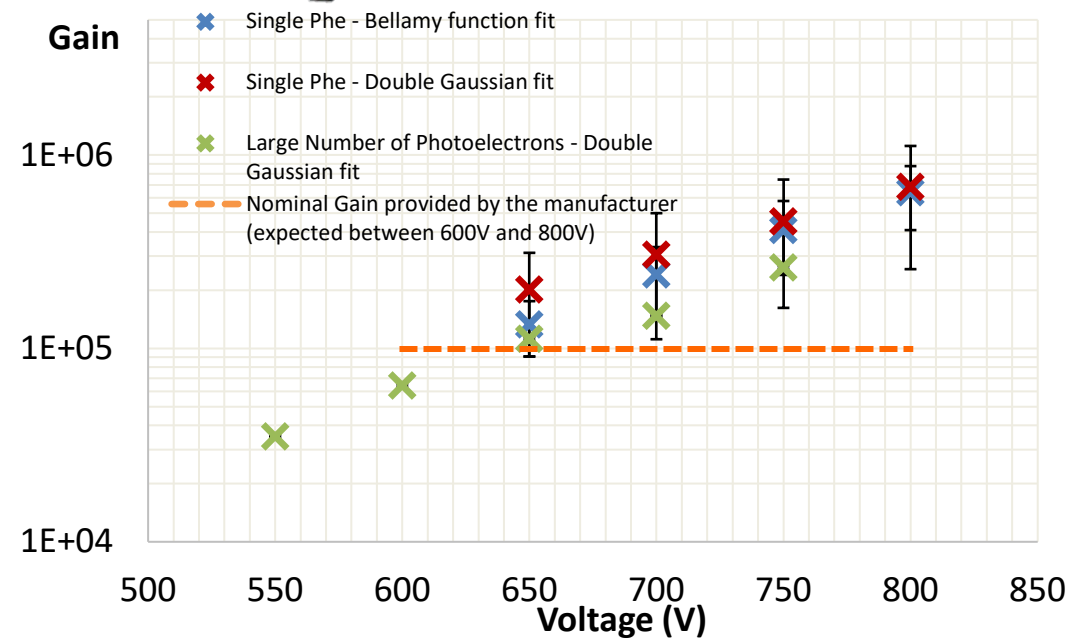 Gain
Single Phe - Bellamy function fit
Single Phe - Double Gaussian fit
Large Number of Photoelectrons - Double
Gaussian fit
Nominal Gain provided by the manufacturer
(expected between 600V and 800V)
1E+06
1E+05
1E+04
500 550 600 650 700 750 800 850
Voltage (V)